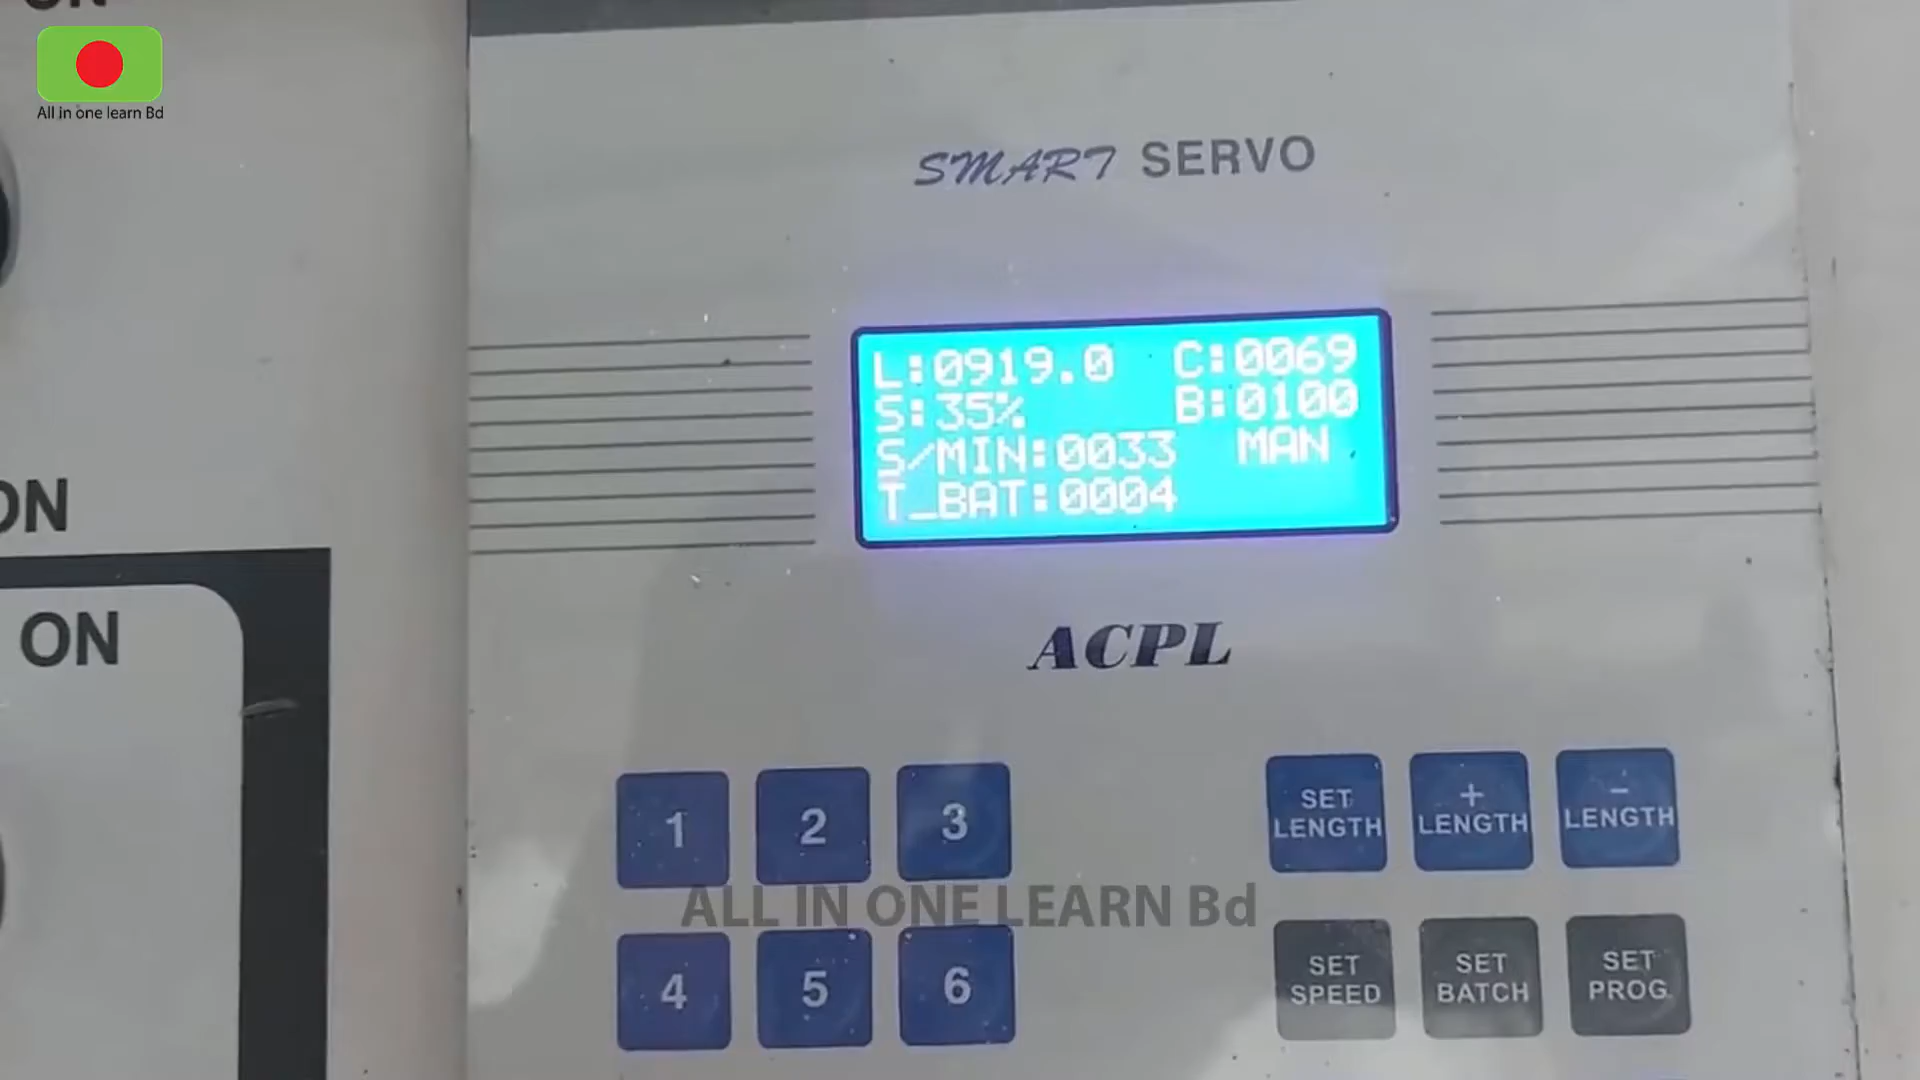 All in one learn Bd
SMART SERVO
L:0919.0 C:0069
S:35% B:0100
S/MIN:0033 MAN
T_BAT:0004
ON
ON
ACPL
1 2 3
SET LENGTH
+ LENGTH
- LENGTH
ALL IN ONE LEARN Bd
4 5 6
SET SPEED
SET BATCH
SET PROG.